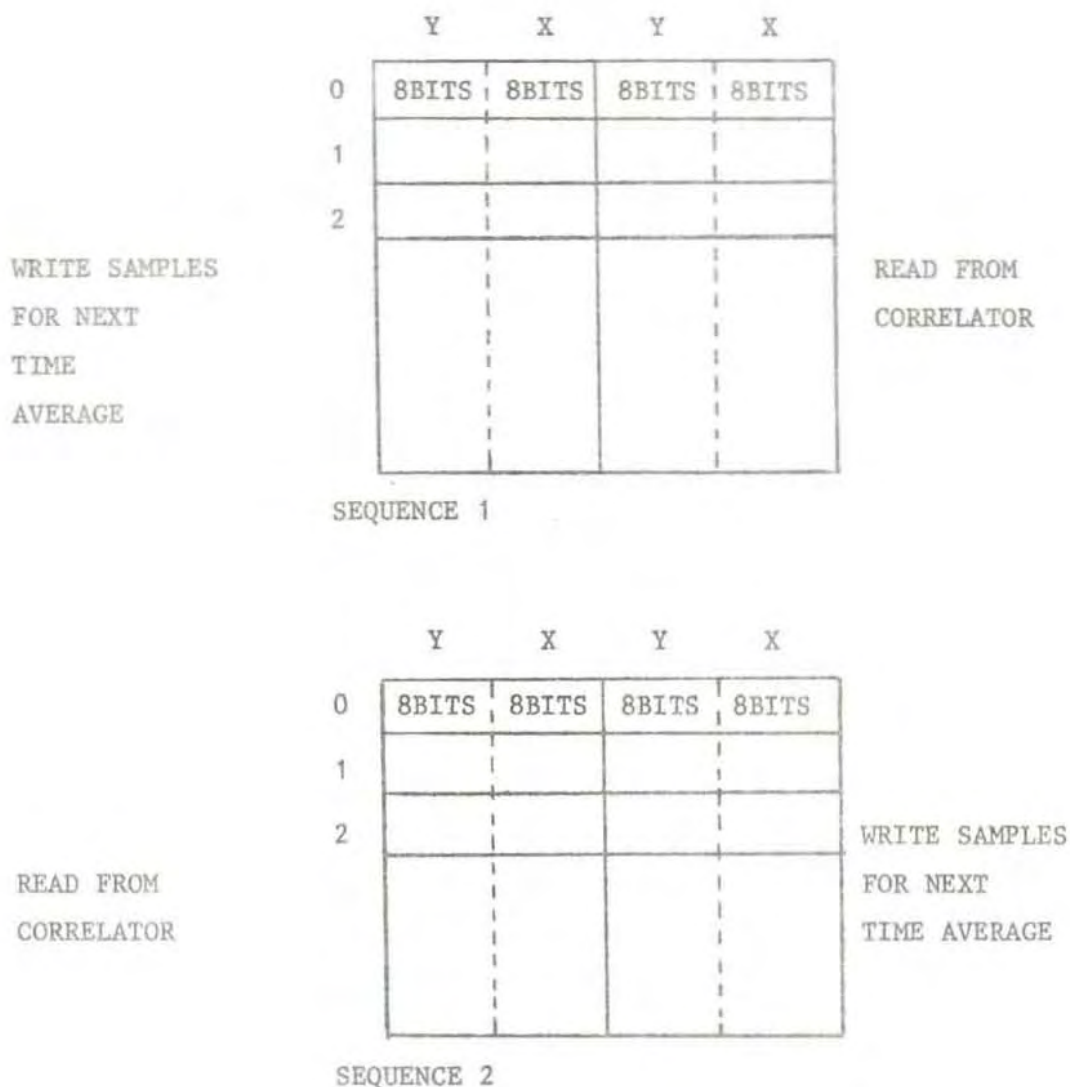 Y X Y X
0 8BITS 8BITS 8BITS 8BITS
1
2
WRITE SAMPLES
FOR NEXT
TIME
AVERAGE
READ FROM
CORRELATOR
SEQUENCE 1
Y X Y X
0 8BITS 8BITS 8BITS 8BITS
1
2
READ FROM
CORRELATOR
WRITE SAMPLES
FOR NEXT
TIME AVERAGE
SEQUENCE 2